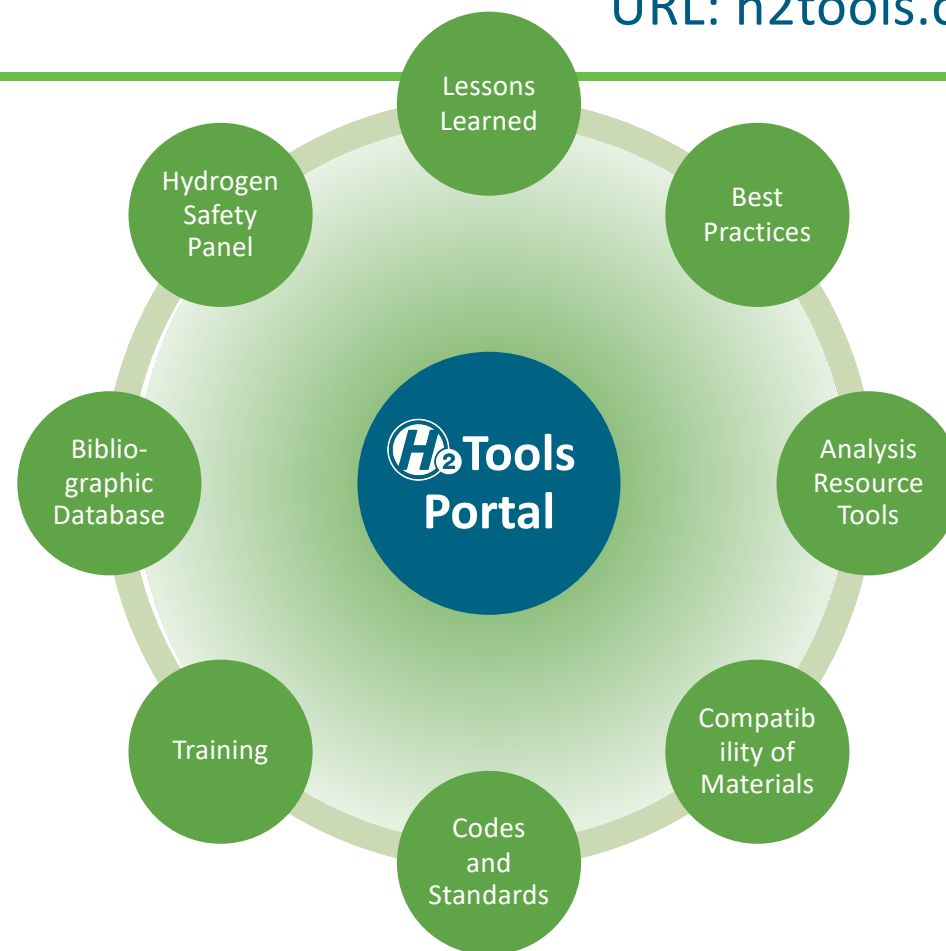 URL: h2tools.o
Lessons
Learned
Best
Practices
Analysis
Resource
Tools
Compatib
ility of
Materials
Codes
and
Standards
Training
Biblio-
graphic
Database
Hydrogen
Safety
Panel
H2Tools
Portal